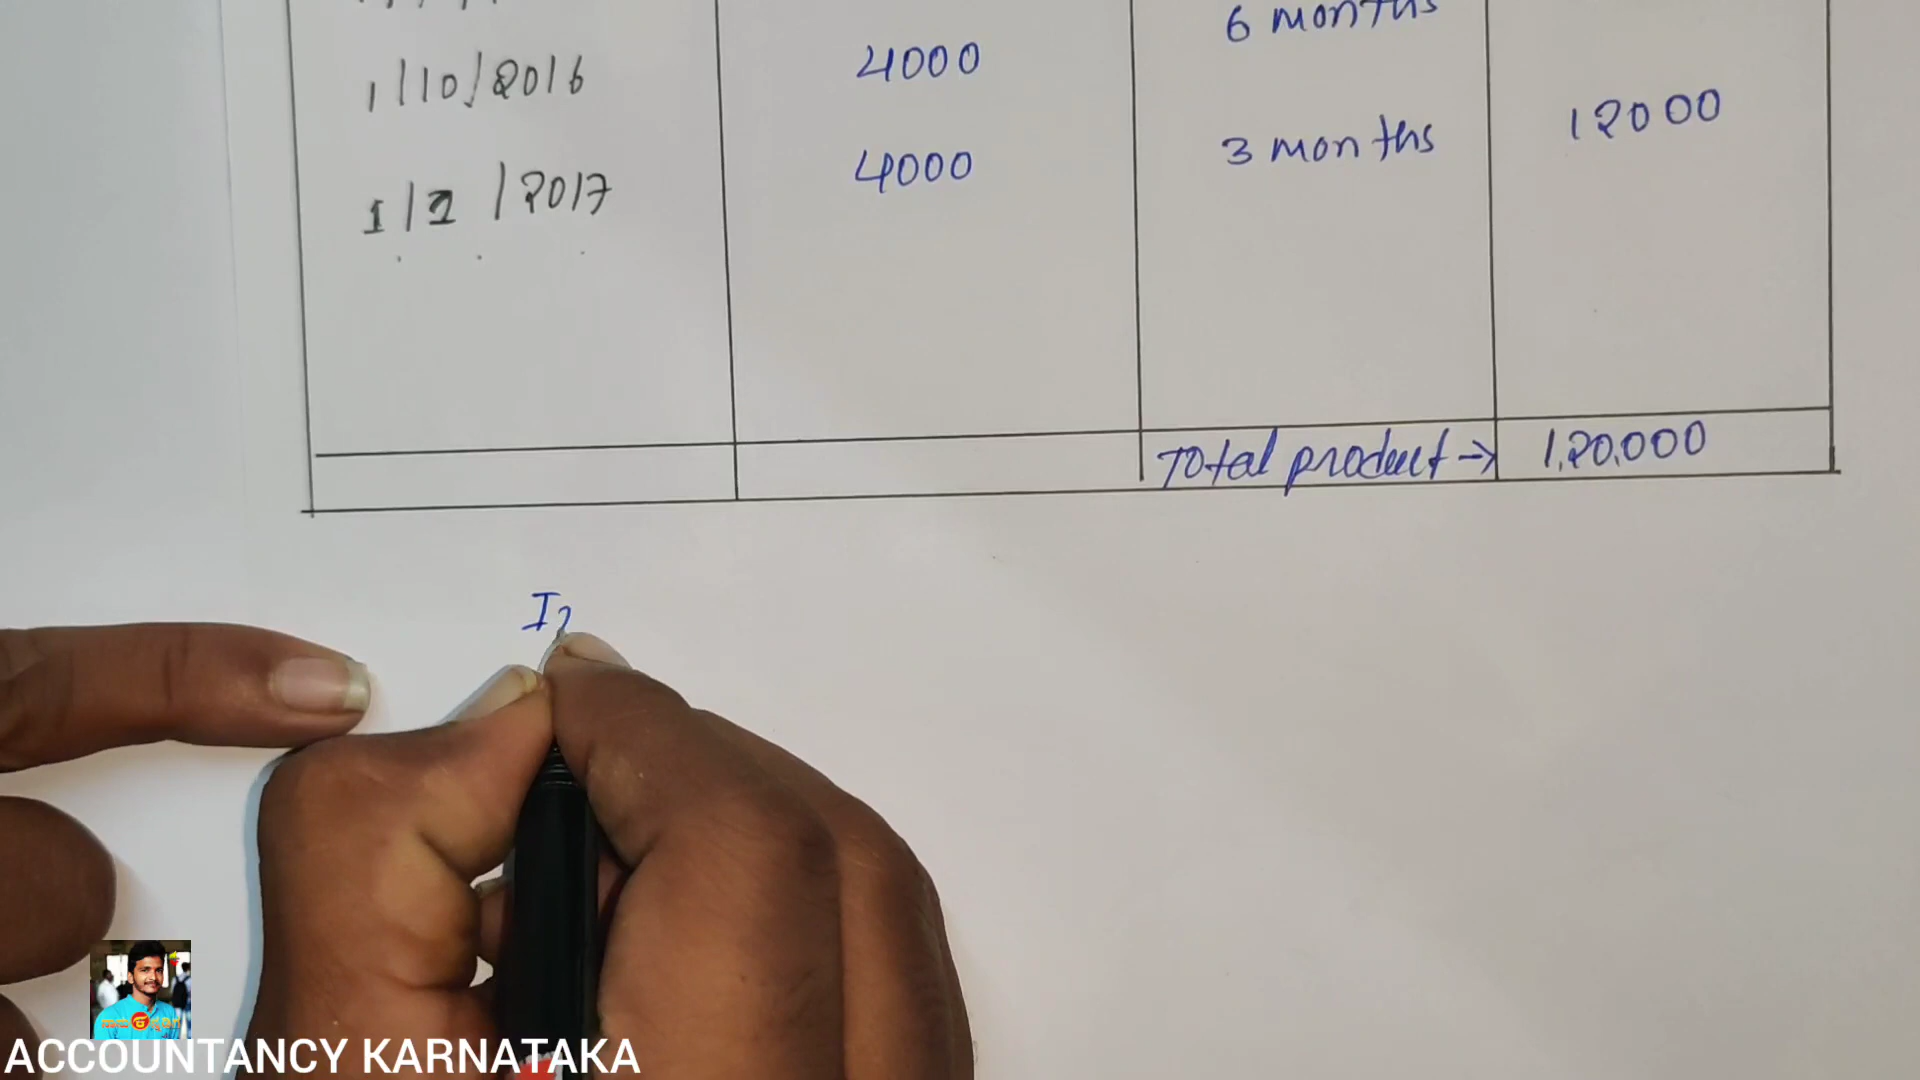 6 months
1/10/2016 4000
3 months 12000
1/1/2017 4000
Total product → 1,20,000
I
ACCOUNTANCY KARNATAKA